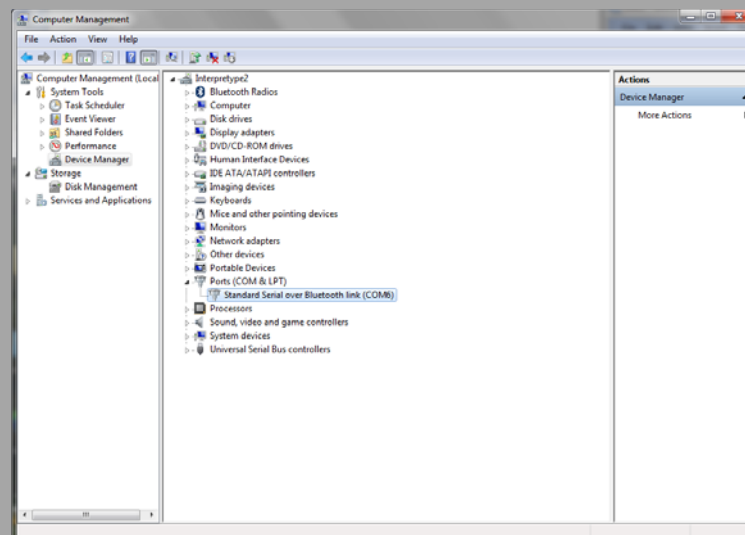 Computer Management
File Action View Help
Computer Management (Local
System Tools
Task Scheduler
Event Viewer
Shared Folders
Performance
Device Manager
Storage
Disk Management
Services and Applications
Interpretype2
Bluetooth Radios
Computer
Disk drives
Display adapters
DVD/CD-ROM drives
Human Interface Devices
IDE ATA/ATAPI controllers
Imaging devices
Keyboards
Mice and other pointing devices
Monitors
Network adapters
Other devices
Portable Devices
Ports (COM & LPT)
Standard Serial over Bluetooth link (COM6)
Processors
Sound, video and game controllers
System devices
Universal Serial Bus controllers
Actions
Device Manager
More Actions